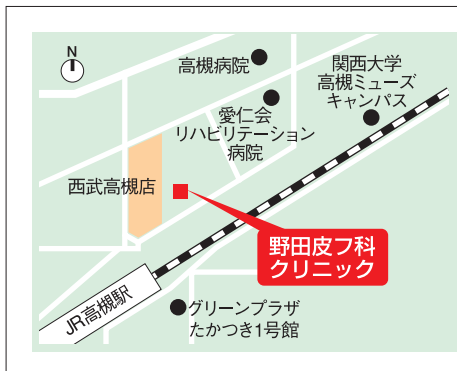 N
高槻病院
関西大学
高槻ミューズ
キャンパス
愛仁会
リハビリテーション
病院
西武高槻店
野田皮フ科
クリニック
JR高槻駅
グリーンプラザ
たかつき1号館